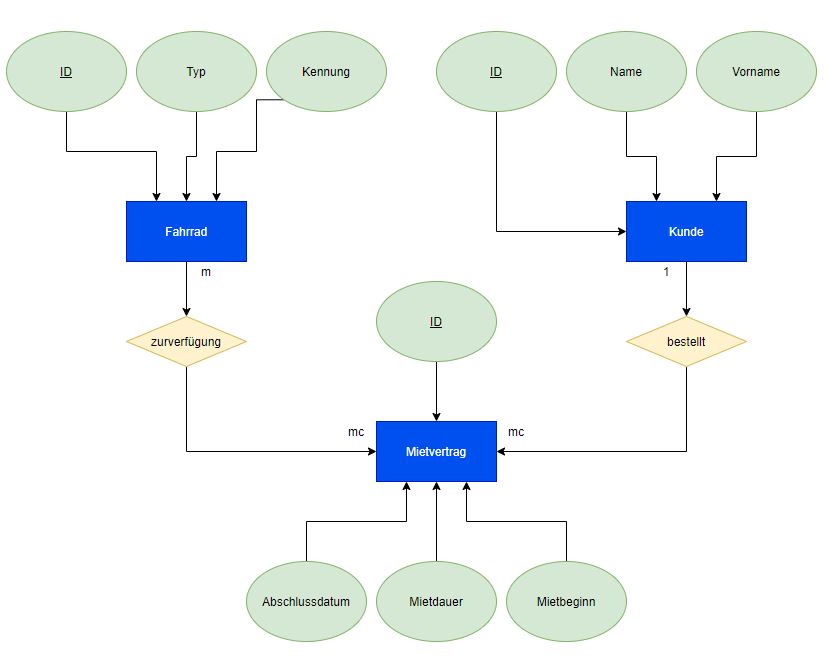 ID
Typ
Kennung
ID
Name
Vorname
Fahrrad
Kunde
m
1
ID
zurverfügung
bestellt
mc
mc
Mietvertrag
Abschlussdatum
Mietdauer
Mietbeginn